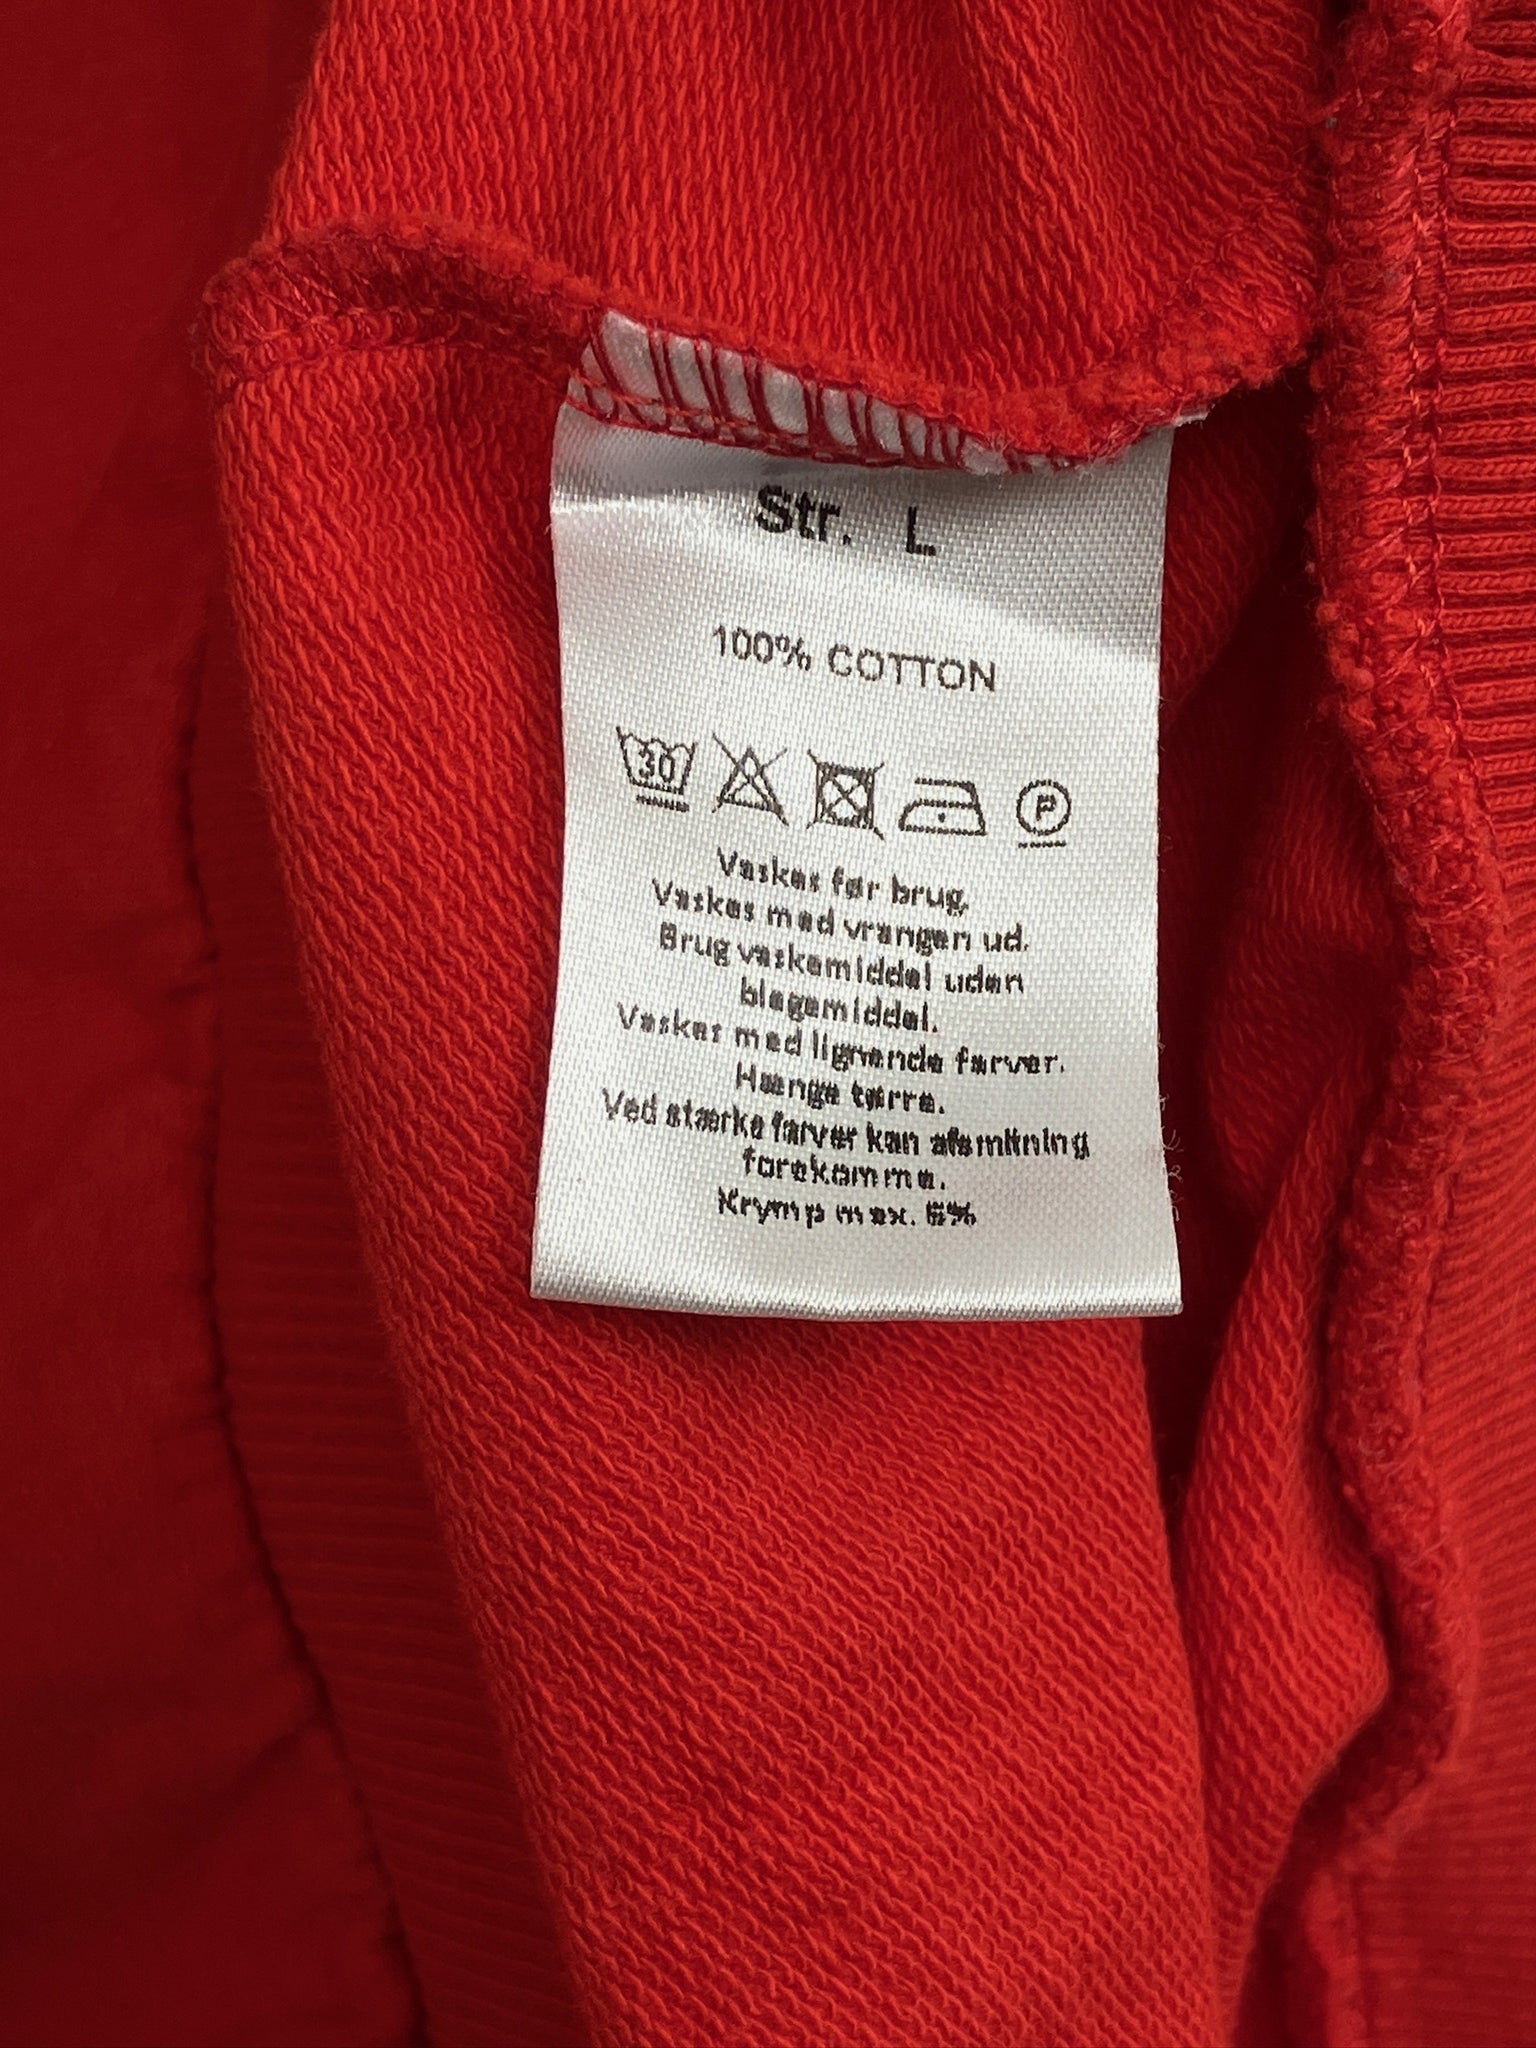 Str. L
100% COTTON
30
P
Vaskes før brug.
Vaskes med vrangen ud.
Brug vaskemiddel uden
blegemiddel.
Vaskes med lignende farver.
Hænge tørre.
Ved stærke farver kan afsmitning
forekomme.
Krymp max. 6%